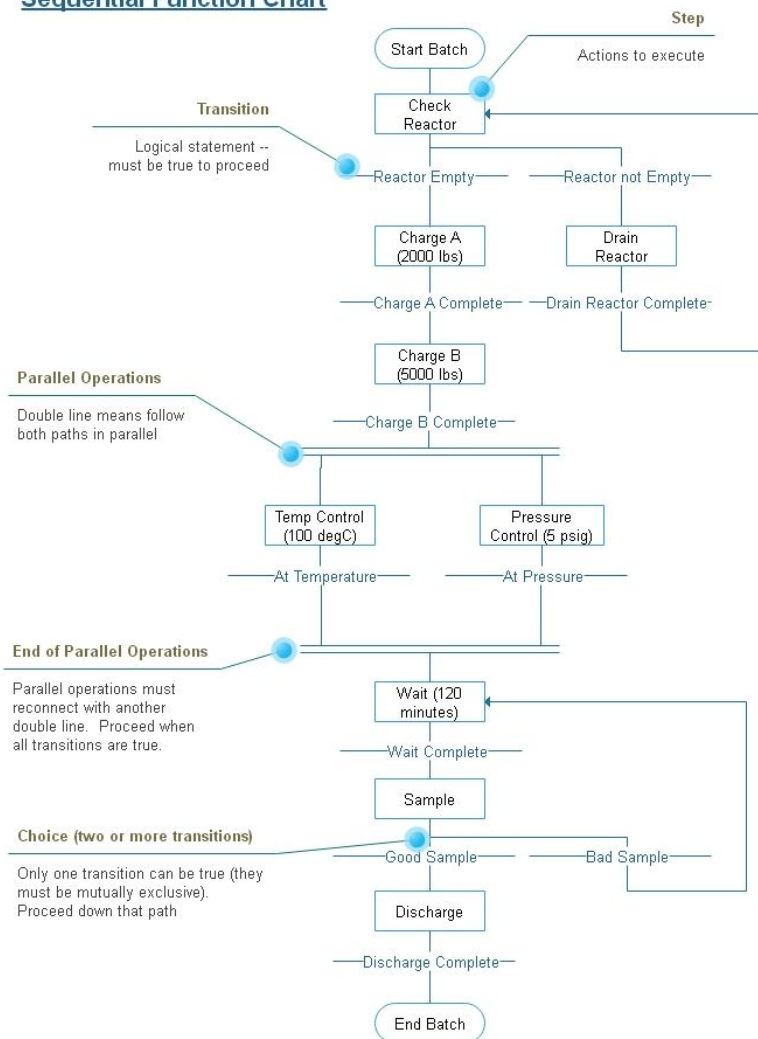 Sequential Function Chart
Step
Start Batch
Actions to execute
Transition
Check
Reactor
Logical statement --
must be true to proceed
Reactor Empty
Reactor not Empty
Charge A
(2000 lbs)
Drain
Reactor
Charge A Complete
Drain Reactor Complete
Charge B
(5000 lbs)
Parallel Operations
Double line means follow
both paths in parallel
Charge B Complete
Temp Control
(100 degC)
Pressure
Control (5 psig)
At Temperature
At Pressure
End of Parallel Operations
Parallel operations must
reconnect with another
double line. Proceed when
all transitions are true.
Wait (120
minutes)
Wait Complete
Sample
Choice (two or more transitions)
Only one transition can be true (they
must be mutually exclusive).
Proceed down that path
Good Sample
Bad Sample
Discharge
Discharge Complete
End Batch